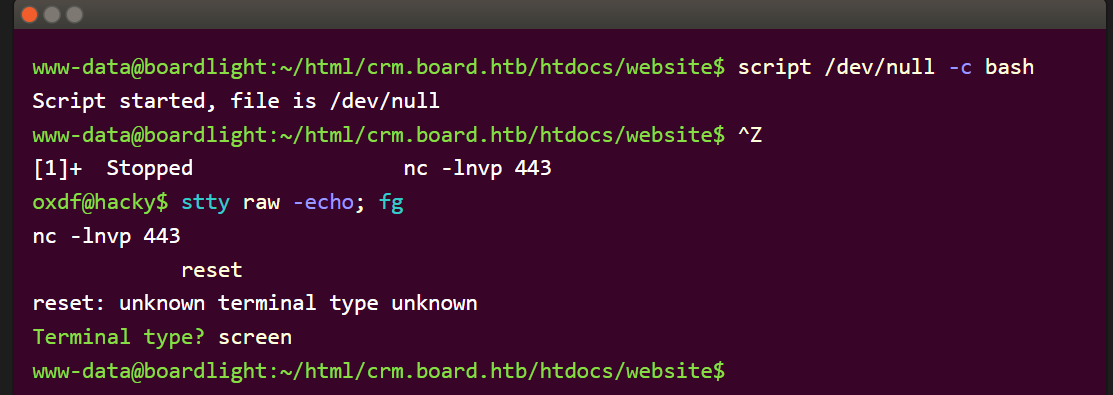 www-data@boardlight:~/html/crm.board.htb/htdocs/website$ script /dev/null -c bash
Script started, file is /dev/null
www-data@boardlight:~/html/crm.board.htb/htdocs/website$ ^Z
[1]+  Stopped                 nc -lnvp 443
oxdf@hacky$ stty raw -echo; fg
nc -lnvp 443
            reset
reset: unknown terminal type unknown
Terminal type? screen
www-data@boardlight:~/html/crm.board.htb/htdocs/website$